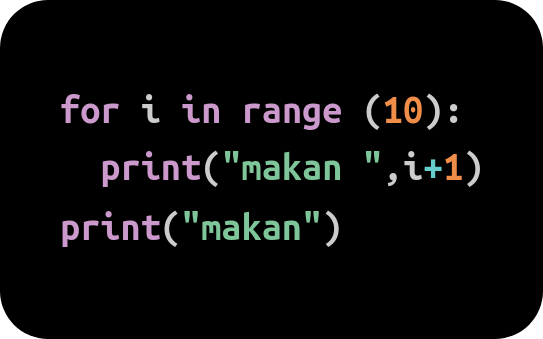 for i in range (10):
  print("makan ",i+1)
print("makan")